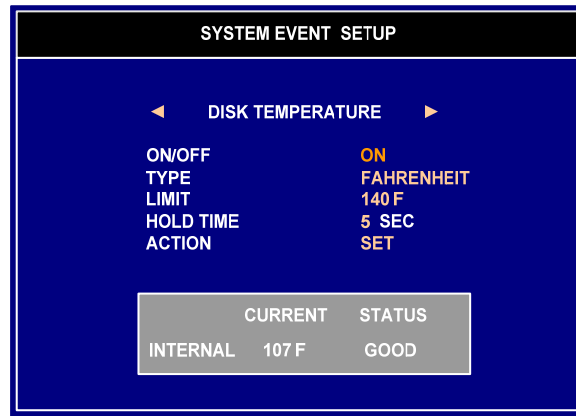 SYSTEM EVENT SETUP
◄ DISK TEMPERATURE ►
ON/OFF ON
TYPE FAHRENHEIT
LIMIT 140 F
HOLD TIME 5 SEC
ACTION SET
CURRENT STATUS
INTERNAL 107 F GOOD